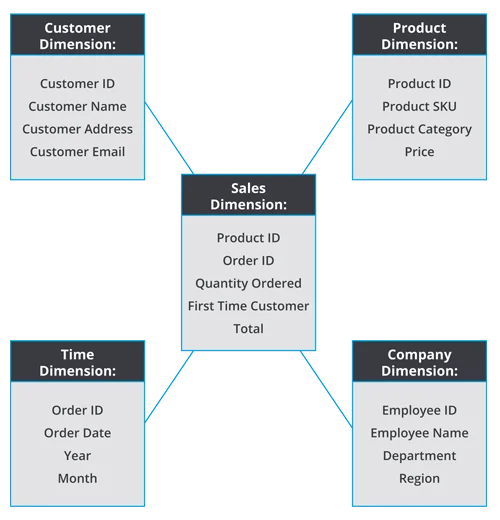 Customer
Dimension:
Customer ID
Customer Name
Customer Address
Customer Email
Product
Dimension:
Product ID
Product SKU
Product Category
Price
Sales
Dimension:
Product ID
Order ID
Quantity Ordered
First Time Customer
Total
Time
Dimension:
Order ID
Order Date
Year
Month
Company
Dimension:
Employee ID
Employee Name
Department
Region